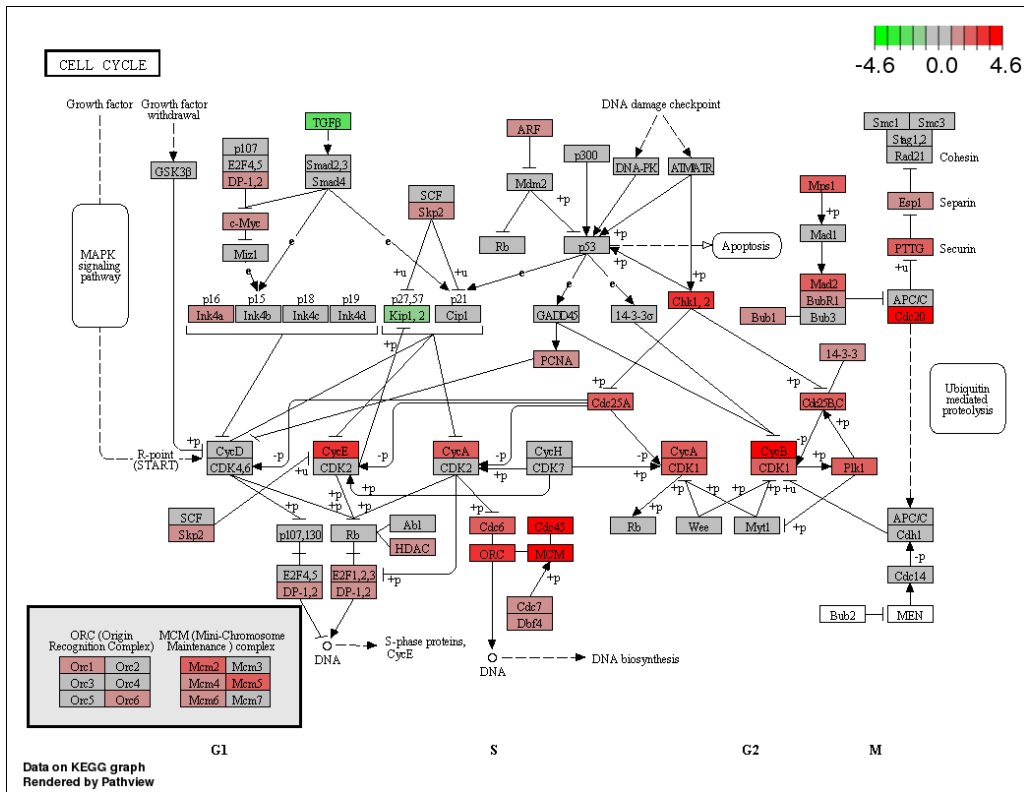 CELL CYCLE
-4.6 0.0 4.6
Growth factor
Growth factor
withdrawal
TGFβ
DNA damage checkpoint
Smc1 Smc3
Stag1,2
Rad21
Cohesin
ARF
p300
DNA-PK
ATM/ATR
p107
E2F4,5
DP-1,2
GSK3β
Smad2,3
Smad4
Mdm2
+p
SCF
Skp2
Mps1
+p
Esp1
Separin
c-Myc
Miz1
Rb
p53
+p
+p
Apoptosis
Mad1
PTTG
Securin
MAPK
signaling
pathway
e
e
e
e
e
e
+u
+u
+p
+p
+u
Mad2
BubR1
Bub3
Bub1
APC/C
Cdc20
p16
Ink4a
p15
Ink4b
p18
Ink4c
p19
Ink4d
p27,57
Kip1, 2
p21
Cip1
GADD45
14-3-3σ
Chk1, 2
+p
PCNA
14-3-3
Ubiquitin
mediated
proteolysis
+p
+p
Cdc25A
Cdc25B,C
R-point
(START)
+p
CycD
CDK4,6
-p
+u
CycE
CDK2
-p
CycA
CDK2
-p
CycH
CDK7
-p
CycA
CDK1
CycB
CDK1
-p
+p
+p
Plk1
+p
+p
+p
+p
+p
+p
+p
+p
+u
+p
SCF
Skp2
p107,130
Rb
Abl
HDAC
Cdc6
Cdc45
ORC
MCM
+p
Rb
Wee
Myt1
APC/C
Cdh1
-p
Cdc14
E2F4,5
DP-1,2
E2F1,2,3
DP-1,2
+p
Cdc7
Dbf4
Bub2
MEN
DNA
S-phase proteins,
CycE
DNA
DNA biosynthesis
ORC (Origin
Recognition Complex)
MCM (Mini-Chromosome
Maintenance ) complex
Orc1 Orc2 Mcm2 Mcm3
Orc3 Orc4 Mcm4 Mcm5
Orc5 Orc6 Mcm6 Mcm7
G1 S G2 M
Data on KEGG graph
Rendered by Pathview